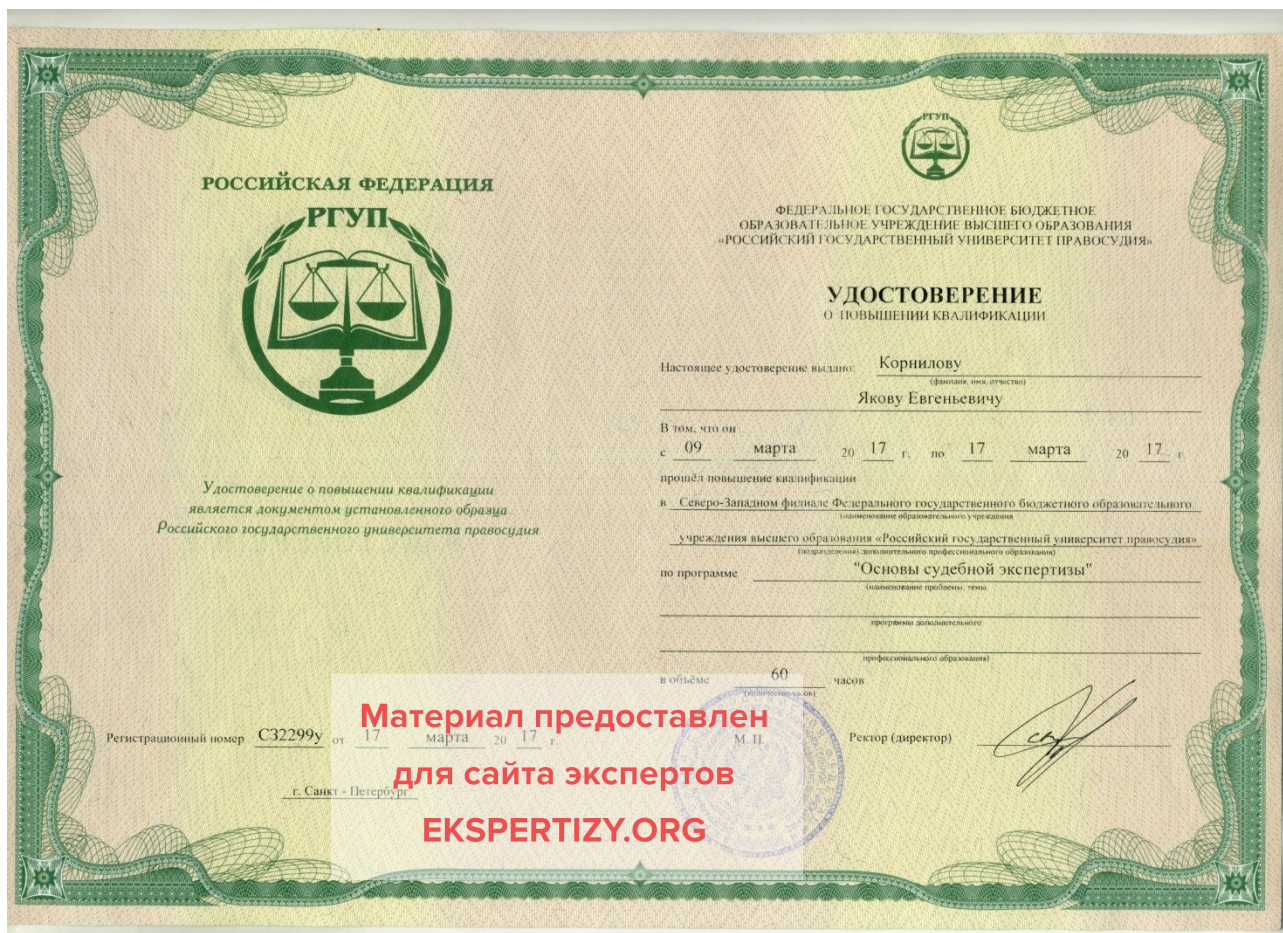 РОССИЙСКАЯ ФЕДЕРАЦИЯ
РГУП
Удостоверение о повышении квалификации
является документом установленного образца
Российского государственного университета правосудия
Регистрационный номер С32299у от 17 марта 20 17 г.
г. Санкт - Петербург
РГУП
ФЕДЕРАЛЬНОЕ ГОСУДАРСТВЕННОЕ БЮДЖЕТНОЕ
ОБРАЗОВАТЕЛЬНОЕ УЧРЕЖДЕНИЕ ВЫСШЕГО ОБРАЗОВАНИЯ
«РОССИЙСКИЙ ГОСУДАРСТВЕННЫЙ УНИВЕРСИТЕТ ПРАВОСУДИЯ»
УДОСТОВЕРЕНИЕ
О ПОВЫШЕНИИ КВАЛИФИКАЦИИ
Настоящее удостоверение выдано: Корнилову
(фамилия, имя, отчество)
Якову Евгеньевичу
В том, что он
с 09 марта 20 17 г. по 17 марта 20 17 г.
прошёл повышение квалификации
в Северо-Западном филиале Федерального государственного бюджетного образовательного
(наименование образовательного учреждения
учреждения высшего образования «Российский государственный университет правосудия»
(подразделения) дополнительного профессионального образования)
по программе "Основы судебной экспертизы"
(наименование проблемы, темы,
программы дополнительного
профессионального образования)
в объёме 60 часов
(количество часов)
М. П. Ректор (директор)
Материал предоставлен
для сайта экспертов
EKSPERTIZY.ORG